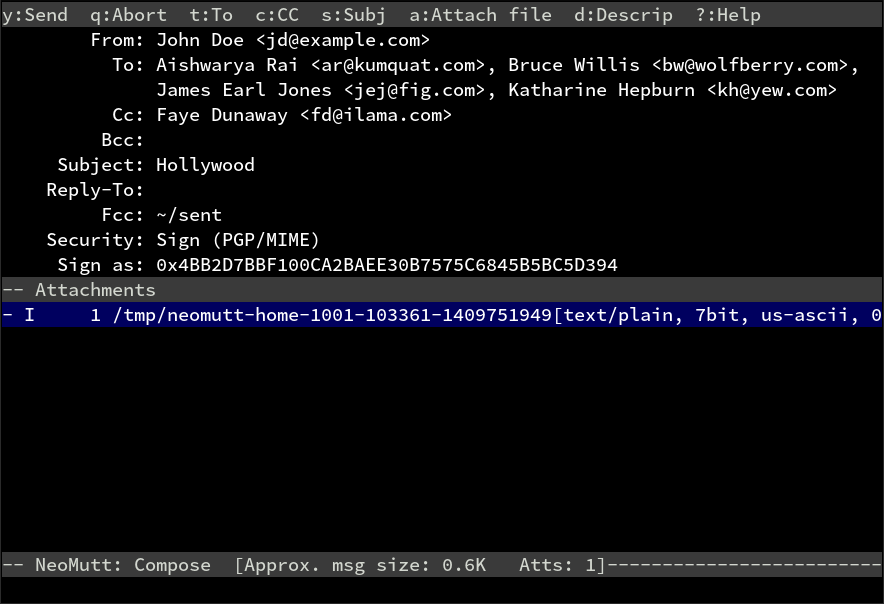 y:Send  q:Abort  t:To  c:CC  s:Subj  a:Attach file  d:Descrip  ?:Help
From: John Doe <jd@example.com>
To: Aishwarya Rai <ar@kumquat.com>, Bruce Willis <bw@wolfberry.com>,
James Earl Jones <jej@fig.com>, Katharine Hepburn <kh@yew.com>
Cc: Faye Dunaway <fd@ilama.com>
Bcc:
Subject: Hollywood
Reply-To:
Fcc: ~/sent
Security: Sign (PGP/MIME)
Sign as: 0x4BB2D7BBF100CA2BAEE30B7575C6845B5BC5D394
-- Attachments
- I     1 /tmp/neomutt-home-1001-103361-1409751949[text/plain, 7bit, us-ascii, 0
-- NeoMutt: Compose  [Approx. msg size: 0.6K   Atts: 1]-------------------------